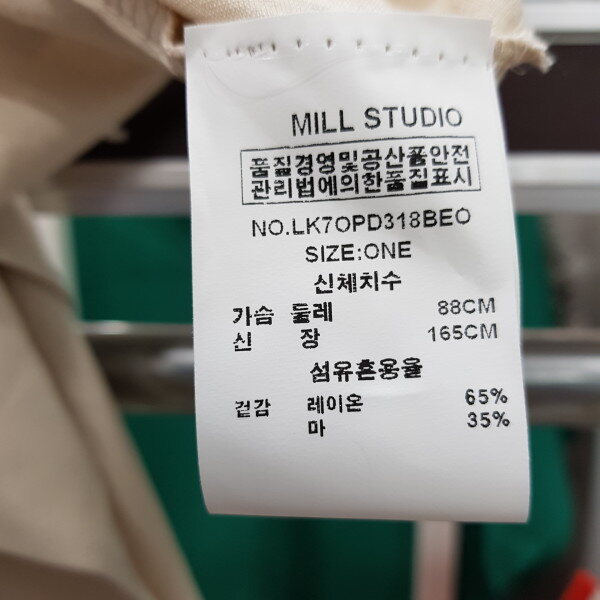 MILL STUDIO
품질경영및공산품안전
관리법에의한품질표시
NO.LK7OPD318BEO
SIZE:ONE
신체치수
가슴 둘레 88CM
신 장 165CM
섬유혼용율
겉감 레이온 65%
마 35%